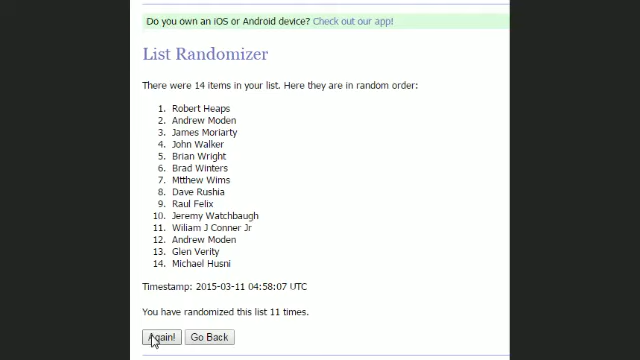 Do you own an iOS or Android device? Check out our app!
List Randomizer
There were 14 items in your list. Here they are in random order:
1. Robert Heaps
2. Andrew Moden
3. James Moriarty
4. John Walker
5. Brian Wright
6. Brad Winters
7. Mtthew Wims
8. Dave Rushia
9. Raul Felix
10. Jeremy Watchbaugh
11. Wiliam J Conner Jr
12. Andrew Moden
13. Glen Verity
14. Michael Husni
Timestamp: 2015-03-11 04:58:07 UTC
You have randomized this list 11 times.
Again! Go Back